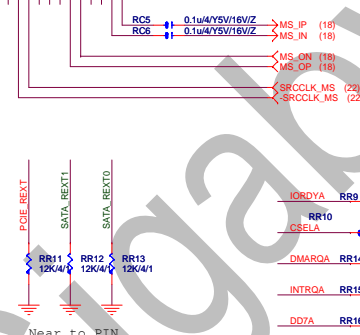 RC5 0.1u/4/Y5V/16V/Z MS_IP (18)
RC6 0.1u/4/Y5V/16V/Z MS_IN (18)
MS_ON (18)
MS_OP (18)
SRCCLK_MS (22)
-SRCCLK_MS (22
PCIE_REXT
SATA_REXT1
SATA_REXT0
IORDYA RR9
RR10
CSELA
RR11 RR12 RR13 DMARQA RR14
12K/4/1 12K/4/1 12K/4/1
INTRQA RR15
DD7A RR16
Near to PIN